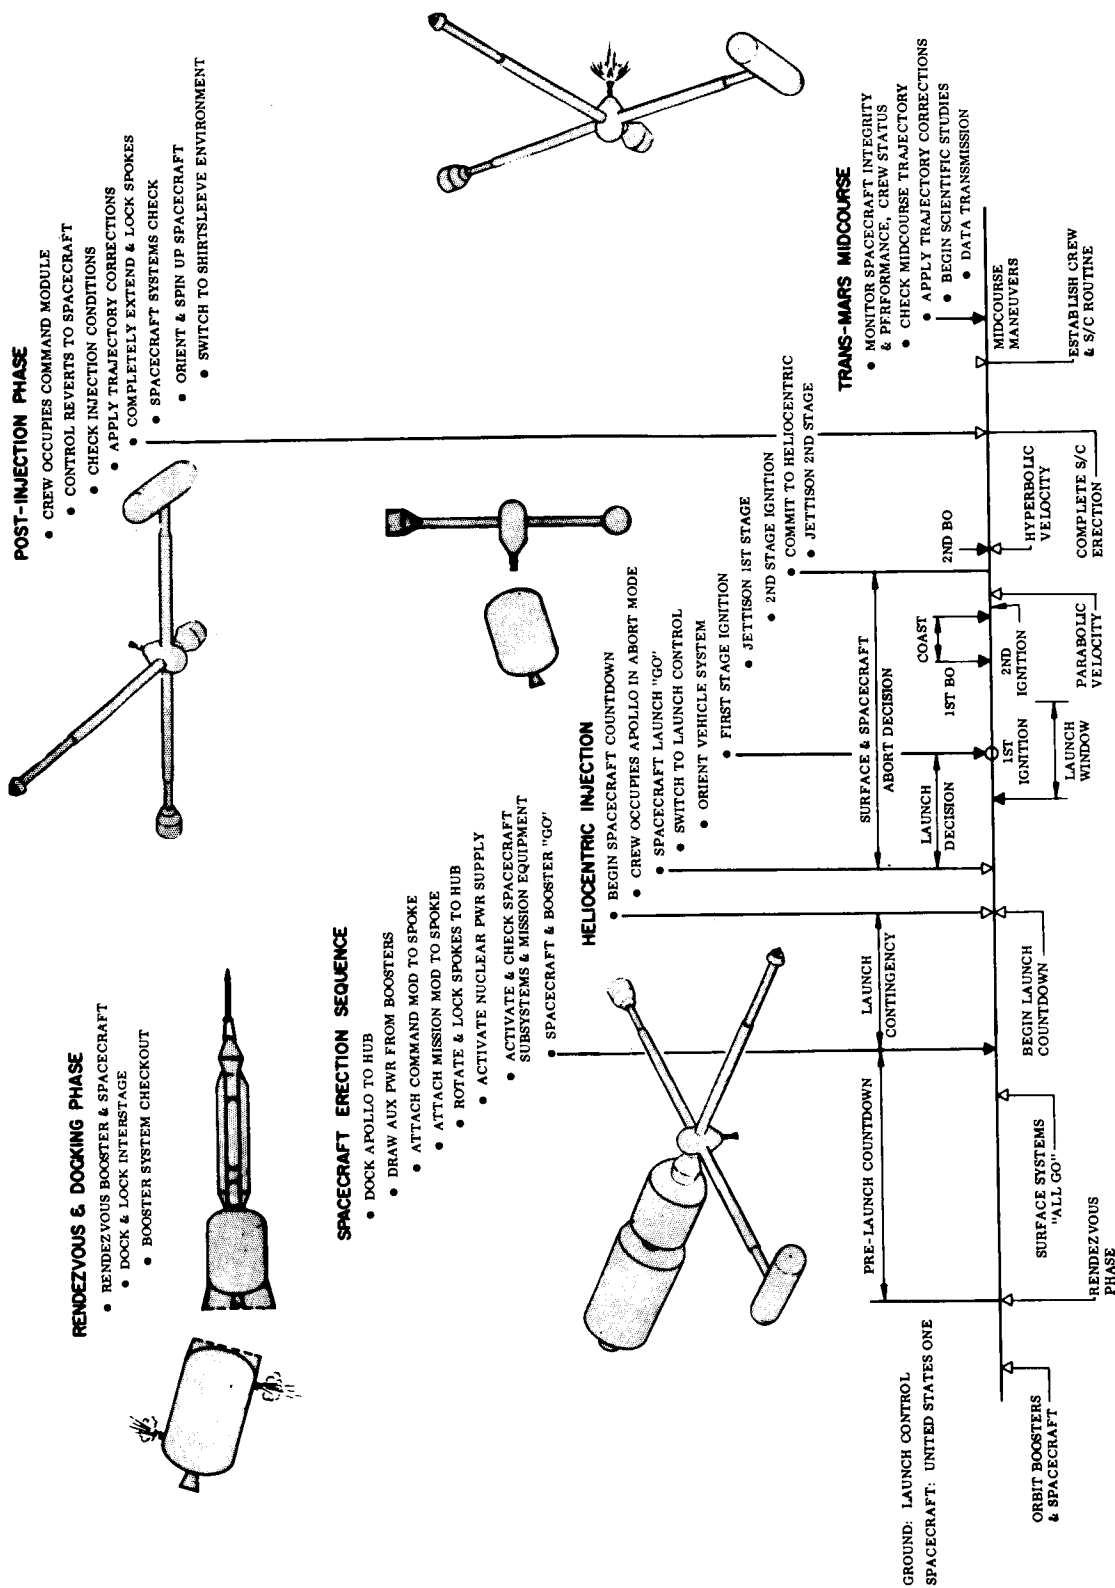 RENDEZVOUS & DOCKING PHASE
• RENDEZVOUS BOOSTER & SPACECRAFT
• DOCK & LOCK INTERSTAGE
• BOOSTER SYSTEM CHECKOUT
SPACECRAFT ERECTION SEQUENCE
• DOCK APOLLO TO HUB
• DRAW AUX PWR FROM BOOSTERS
• ATTACH COMMAND MOD TO SPOKE
• ATTACH MISSION MOD TO SPOKE
• ROTATE & LOCK SPOKES TO HUB
• ACTIVATE NUCLEAR PWR SUPPLY
• ACTIVATE & CHECK SPACECRAFT
SUBSYSTEMS & MISSION EQUIPMENT
• SPACECRAFT & BOOSTER "GO"
HELIOCENTRIC INJECTION
• BEGIN SPACECRAFT COUNTDOWN
• CREW OCCUPIES APOLLO IN ABORT MODE
• SPACECRAFT LAUNCH "GO"
• SWITCH TO LAUNCH CONTROL
• ORIENT VEHICLE SYSTEM
• FIRST STAGE IGNITION
• JETTISON 1ST STAGE
• 2ND STAGE IGNITION
• COMMIT TO HELIOCENTRIC
• JETTISON 2ND STAGE
POST-INJECTION PHASE
• CREW OCCUPIES COMMAND MODULE
• CONTROL REVERTS TO SPACECRAFT
• CHECK INJECTION CONDITIONS
• APPLY TRAJECTORY CORRECTIONS
• COMPLETELY EXTEND & LOCK SPOKES
• SPACECRAFT SYSTEMS CHECK
• ORIENT & SPIN UP SPACECRAFT
• SWITCH TO SHIRTSLEEVE ENVIRONMENT
TRANS-MARS MIDCOURSE
• MONITOR SPACECRAFT INTEGRITY
& PERFORMANCE, CREW STATUS
• CHECK MIDCOURSE TRAJECTORY
• APPLY TRAJECTORY CORRECTIONS
• BEGIN SCIENTIFIC STUDIES
• DATA TRANSMISSION
GROUND: LAUNCH CONTROL
SPACECRAFT: UNITED STATES ONE
PRE-LAUNCH COUNTDOWN
LAUNCH
CONTINGENCY
SURFACE & SPACECRAFT
ABORT DECISION
LAUNCH
DECISION
1ST BO
COAST
2ND BO
MIDCOURSE
MANEUVERS
ORBIT BOOSTERS
& SPACECRAFT
RENDEZVOUS
PHASE
SURFACE SYSTEMS
"ALL GO"
BEGIN LAUNCH
COUNTDOWN
1ST
IGNITION
LAUNCH
WINDOW
2ND
IGNITION
PARABOLIC
VELOCITY
HYPERBOLIC
VELOCITY
COMPLETE S/C
ERECTION
ESTABLISH CREW
& S/C ROUTINE